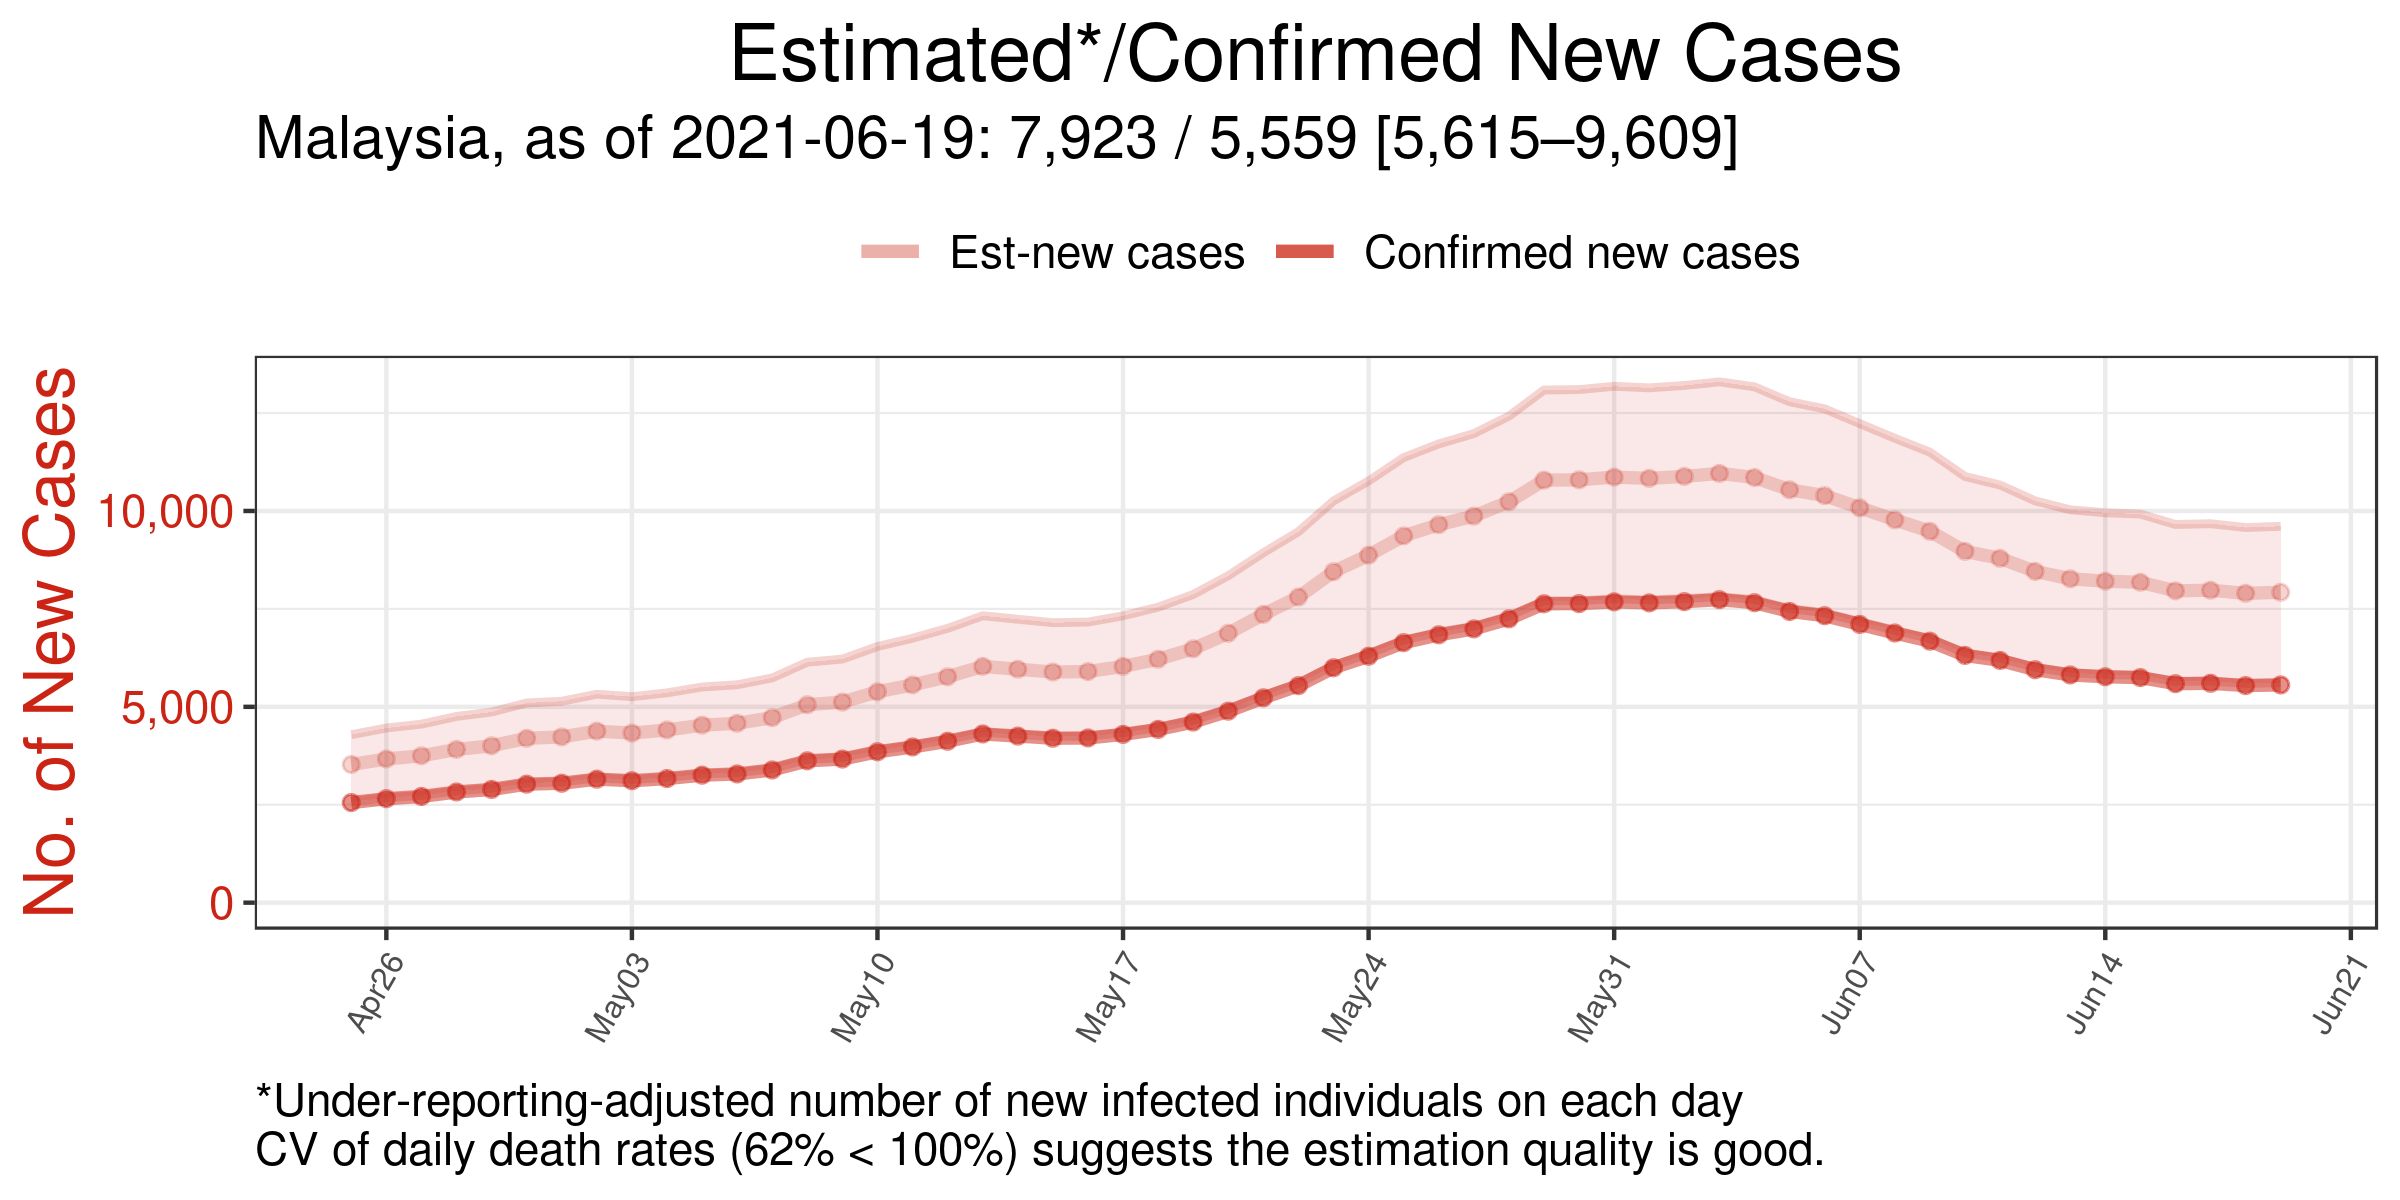 Estimated*/Confirmed New Cases
Malaysia, as of 2021-06-19: 7,923 / 5,559 [5,615–9,609]
Est-new cases
Confirmed new cases
No. of New Cases
10,000
5,000
0
Apr26
May03
May10
May17
May24
May31
Jun07
Jun14
Jun21
*Under-reporting-adjusted number of new infected individuals on each day
CV of daily death rates (62% < 100%) suggests the estimation quality is good.